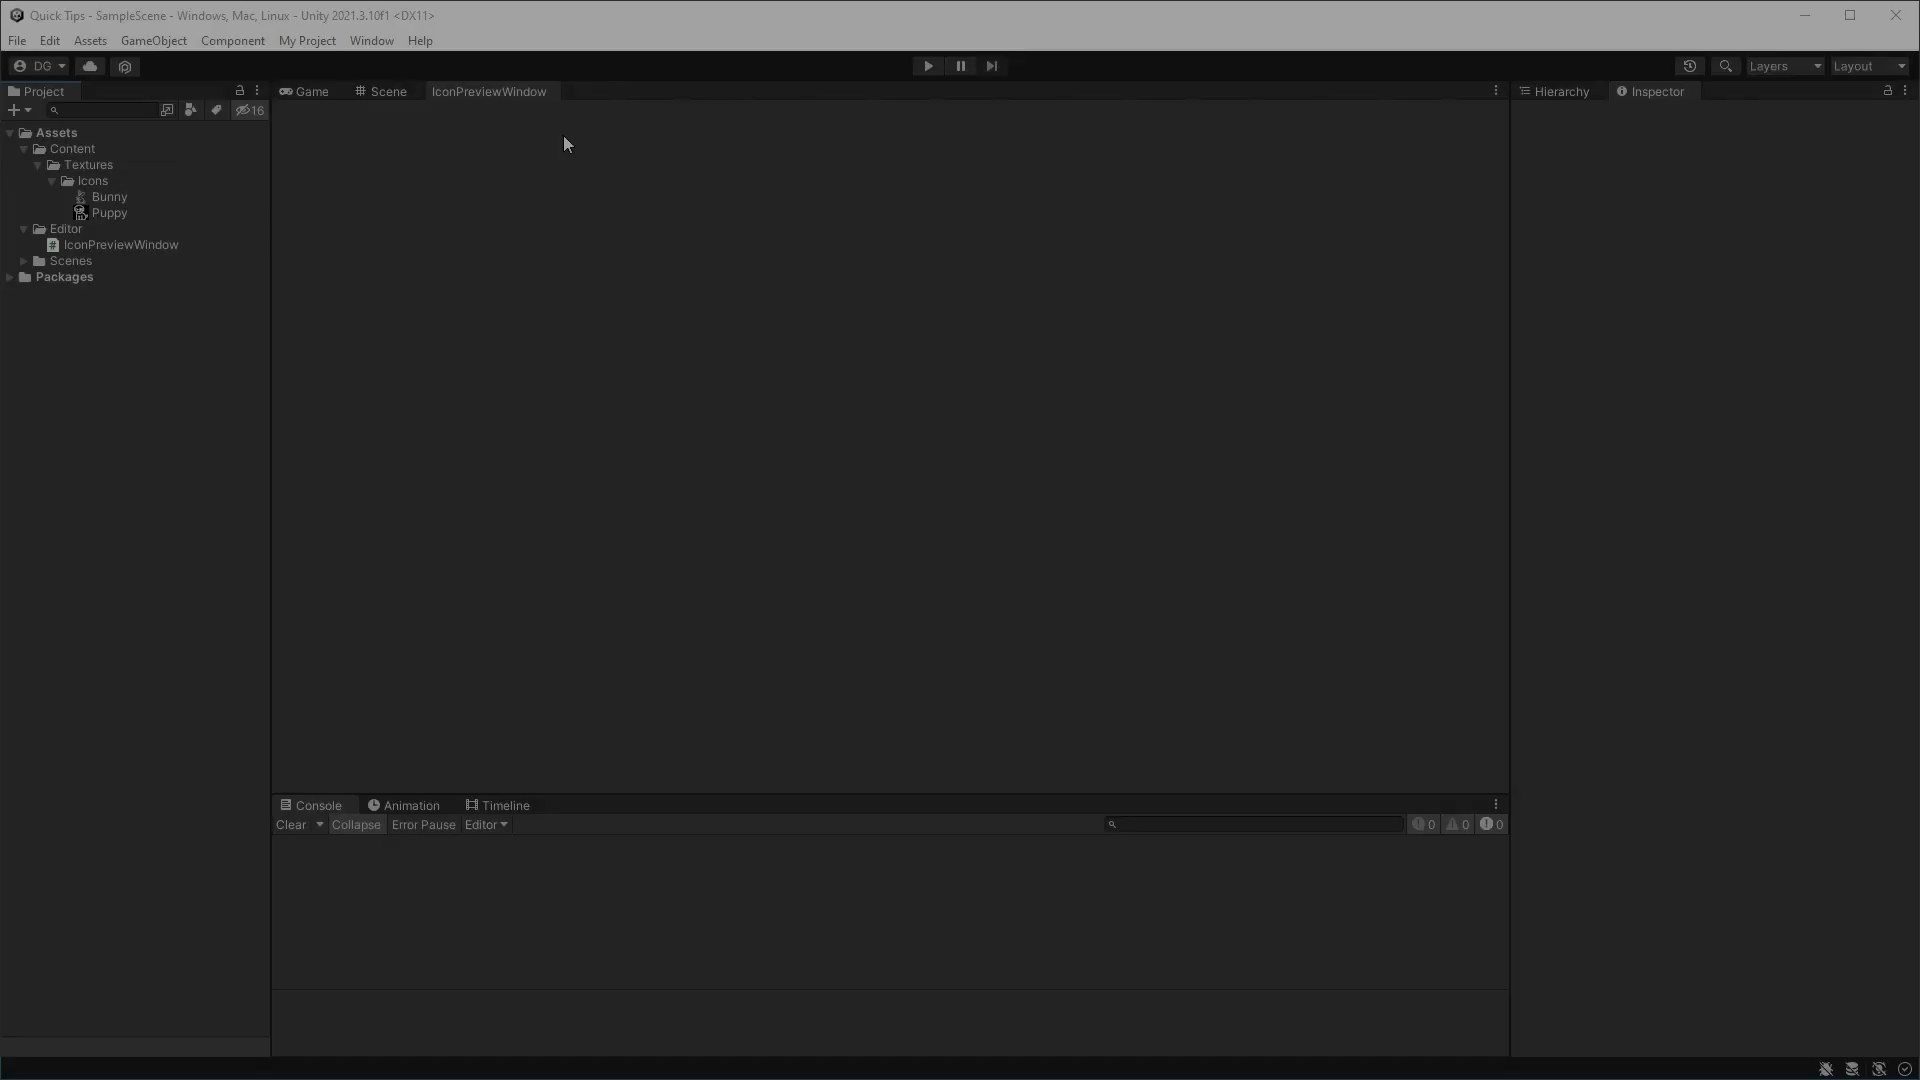 Quick Tips - SampleScene - Windows, Mac, Linux - Unity 2021.3.10f1 <DX11>
File Edit Assets GameObject Component My Project Window Help
DG Layers Layout
Project Game Scene IconPreviewWindow Hierarchy Inspector
16
Assets
Content
Textures
Icons
Bunny
Puppy
Editor
IconPreviewWindow
Scenes
Packages
Console Animation Timeline
Clear Collapse Error Pause Editor 0 0 0